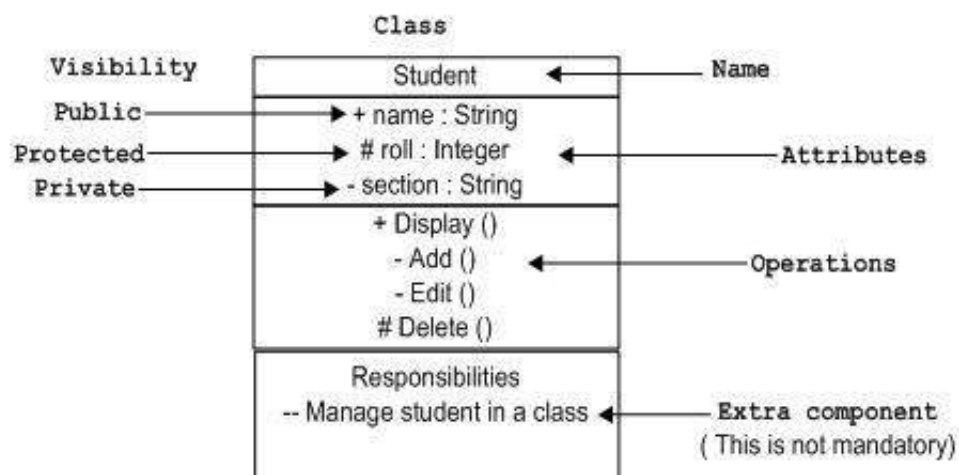 Class
Visibility
Student
Name
Public
+ name : String
Protected
# roll : Integer
Attributes
Private
- section : String
+ Display ()
- Add ()
Operations
- Edit ()
# Delete ()
Responsibilities
-- Manage student in a class
Extra component
( This is not mandatory)